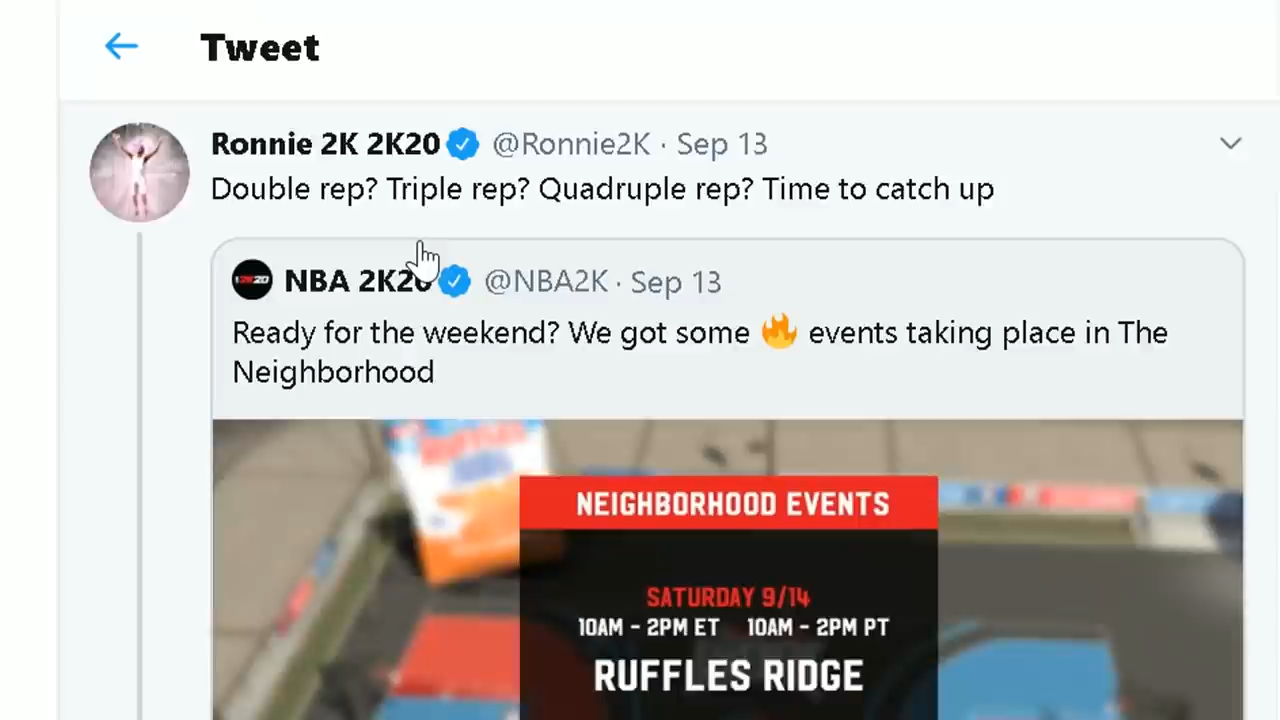 Tweet
Ronnie 2K 2K20 @Ronnie2K · Sep 13
Double rep? Triple rep? Quadruple rep? Time to catch up
NBA 2K20 @NBA2K · Sep 13
Ready for the weekend? We got some 🔥 events taking place in The
Neighborhood
NEIGHBORHOOD EVENTS
SATURDAY 9/14
10AM - 2PM ET 10AM - 2PM PT
RUFFLES RIDGE